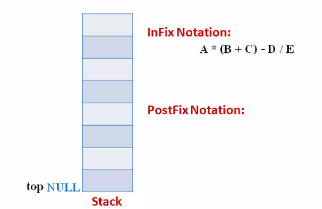 InFix Notation:
A * (B + C) - D / E
PostFix Notation:
top NULL
Stack